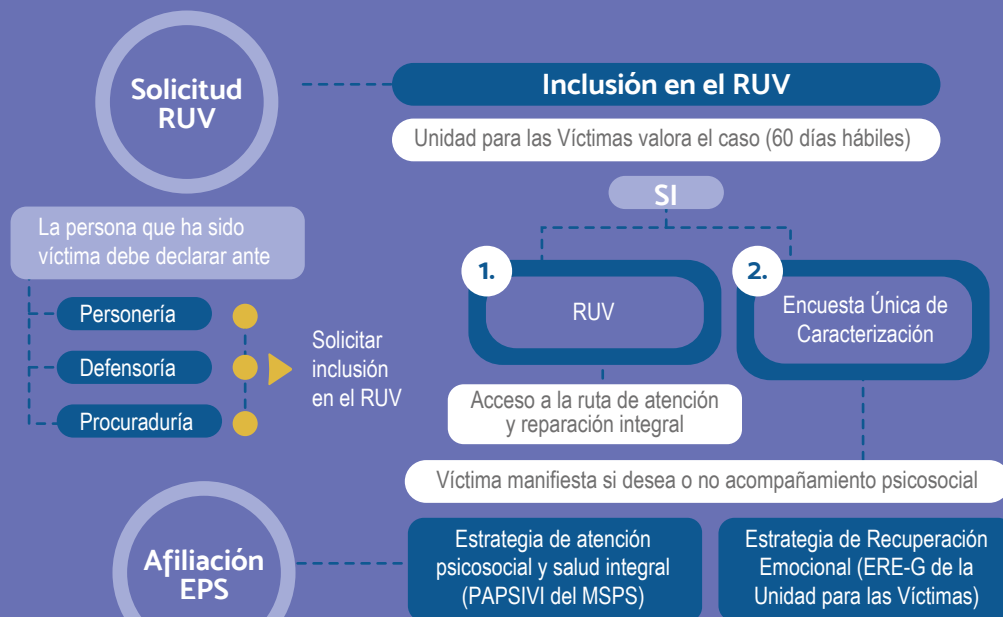 Solicitud
RUV
Inclusión en el RUV
Unidad para las Víctimas valora el caso (60 días hábiles)
SI
La persona que ha sido
víctima debe declarar ante
Personería
Defensoría
Procuraduría
Solicitar
inclusión
en el RUV
1.
RUV
Acceso a la ruta de atención
y reparación integral
2.
Encuesta Única de
Caracterización
Víctima manifiesta si desea o no acompañamiento psicosocial
Afiliación
EPS
Estrategia de atención
psicosocial y salud integral
(PAPSIVI del MSPS)
Estrategia de Recuperación
Emocional (ERE-G de la
Unidad para las Víctimas)